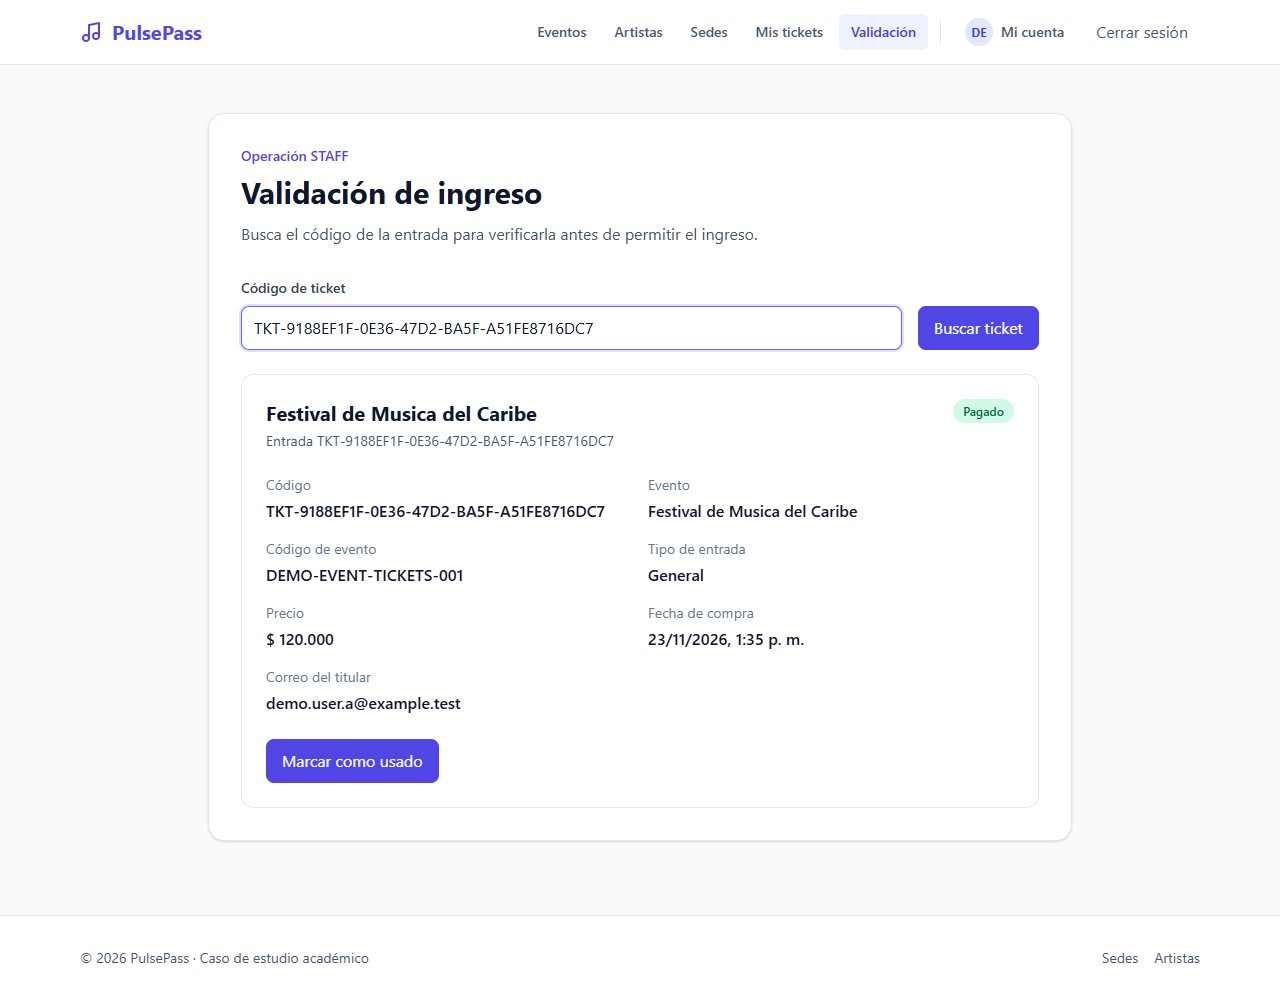 PulsePass
Eventos
Artistas
Sedes
Mis tickets
Validación
DE
Mi cuenta
Cerrar sesión
Operación STAFF
Validación de ingreso
Busca el código de la entrada para verificarla antes de permitir el ingreso.
Código de ticket
TKT-9188EF1F-0E36-47D2-BA5F-A51FE8716DC7
Buscar ticket
Festival de Musica del Caribe
Pagado
Entrada TKT-9188EF1F-0E36-47D2-BA5F-A51FE8716DC7
Código
TKT-9188EF1F-0E36-47D2-BA5F-A51FE8716DC7
Evento
Festival de Musica del Caribe
Código de evento
DEMO-EVENT-TICKETS-001
Tipo de entrada
General
Precio
$ 120.000
Fecha de compra
23/11/2026, 1:35 p. m.
Correo del titular
demo.user.a@example.test
Marcar como usado
© 2026 PulsePass · Caso de estudio académico
Sedes
Artistas